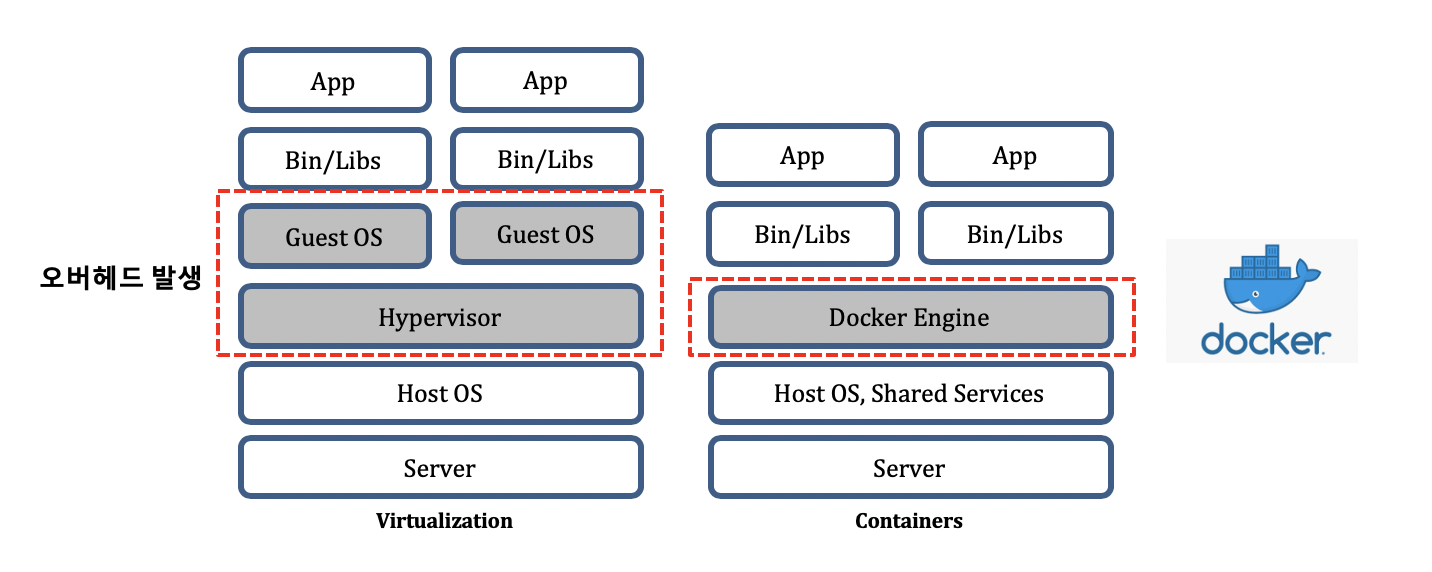 App
App
Bin/Libs
Bin/Libs
Guest OS
Guest OS
오버헤드 발생
Hypervisor
Host OS
Server
Virtualization
App
App
Bin/Libs
Bin/Libs
Docker Engine
Host OS, Shared Services
Server
Containers
docker